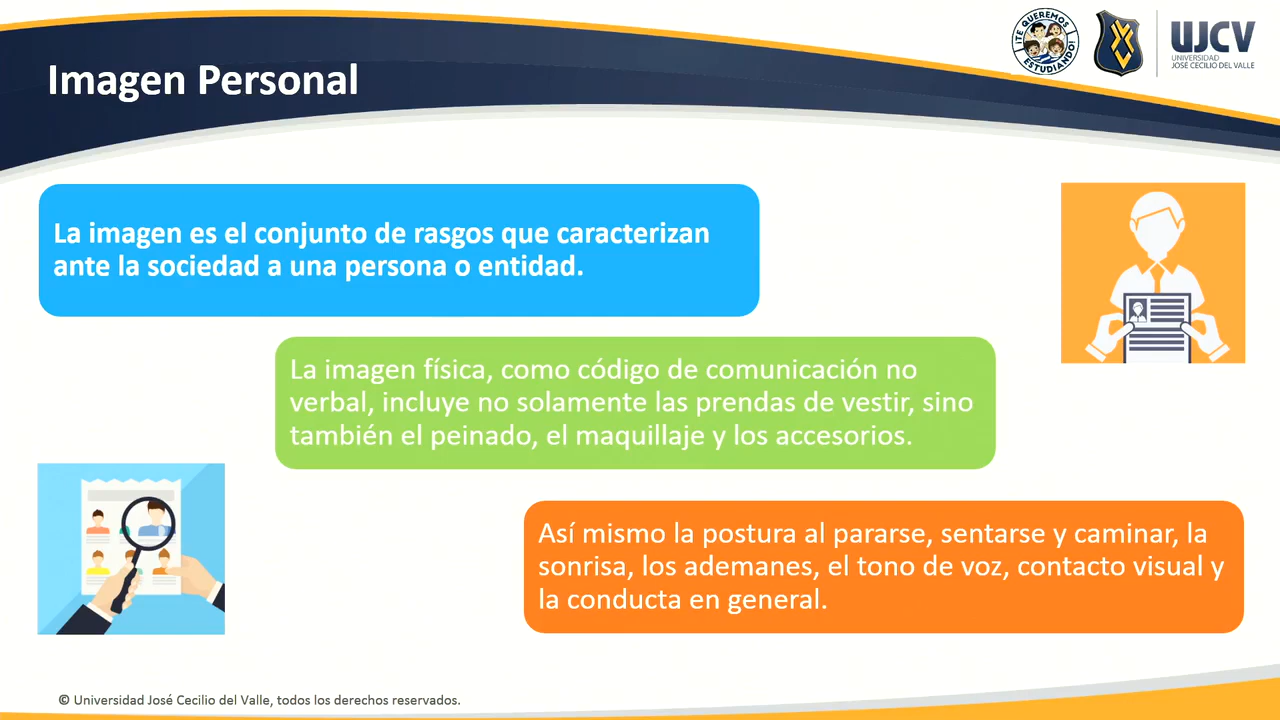 ¡TE QUEREMOS
ESTUDIANDO!
UJCV
UNIVERSIDAD
JOSÉ CECILIO DEL VALLE
Imagen Personal
La imagen es el conjunto de rasgos que caracterizan
ante la sociedad a una persona o entidad.
La imagen física, como código de comunicación no
verbal, incluye no solamente las prendas de vestir, sino
también el peinado, el maquillaje y los accesorios.
Así mismo la postura al pararse, sentarse y caminar, la
sonrisa, los ademanes, el tono de voz, contacto visual y
la conducta en general.
© Universidad José Cecilio del Valle, todos los derechos reservados.